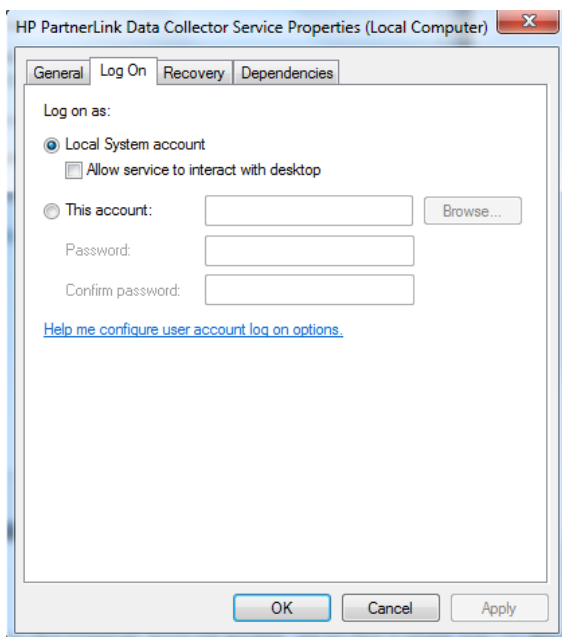 HP PartnerLink Data Collector Service Properties (Local Computer)
General Log On Recovery Dependencies
Log on as:
Local System account
Allow service to interact with desktop
This account:
Browse...
Password:
Confirm password:
Help me configure user account log on options.
OK Cancel Apply